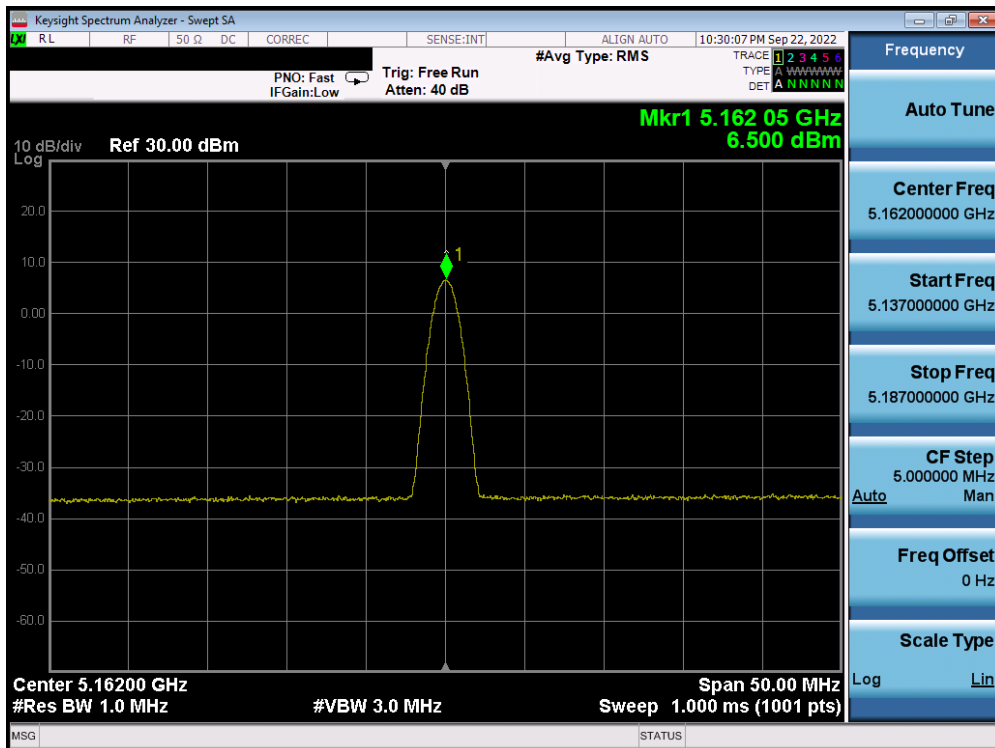 Keysight Spectrum Analyzer - Swept SA
LXI RL RF 50 Ω DC CORREC SENSE:INT ALIGN AUTO 10:30:07 PM Sep 22, 2022
Frequency
#Avg Type: RMS
TRACE 1 2 3 4 5 6
PNO: Fast Trig: Free Run
TYPE A WWWWW
IFGain:Low Atten: 40 dB
DET A N N N N N
Auto Tune
Mkr1 5.162 05 GHz
6.500 dBm
10 dB/div Ref 30.00 dBm
Log
20.0
10.0
0.00
-10.0
-20.0
-30.0
-40.0
-50.0
-60.0
1
Center Freq
5.162000000 GHz
Start Freq
5.137000000 GHz
Stop Freq
5.187000000 GHz
CF Step
5.000000 MHz
Auto Man
Freq Offset
0 Hz
Scale Type
Log Lin
Center 5.16200 GHz Span 50.00 MHz
#Res BW 1.0 MHz #VBW 3.0 MHz Sweep 1.000 ms (1001 pts)
MSG STATUS